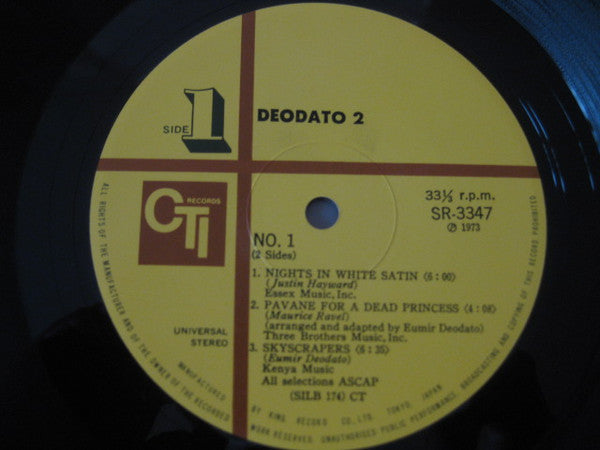 DEODATO 2
SIDE 1
CTI
RECORDS
33⅓ r.p.m.
SR-3347
℗ 1973
NO. 1
(2 Sides)
1. NIGHTS IN WHITE SATIN (6:00)
(Justin Hayward)
Essex Music, Inc.
2. PAVANE FOR A DEAD PRINCESS (4:08)
(Maurice Ravel)
(arranged and adapted by Eumir Deodato)
Three Brothers Music, Inc.
3. SKYSCRAPERS (6:35)
(Eumir Deodato)
Kenya Music
All selections ASCAP
(SILB 174) CT
UNIVERSAL
STEREO
MANUFACTURED BY KING RECORD CO., LTD. TOKYO, JAPAN
ALL RIGHTS OF THE MANUFACTURER AND OF THE OWNER OF THE RECORDED WORK RESERVED. UNAUTHORISED PUBLIC PERFORMANCE, BROADCASTING AND COPYING OF THIS RECORD PROHIBITED